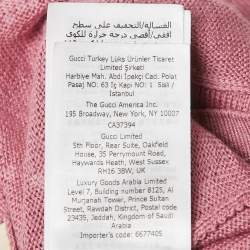 الغسالة/التجفيف على سطح
أفقي/أقصى درجة حرارة للكوي
Gucci Turkey Lüks Ürünler Ticaret
Limited Şirketi
Harbiye Mah. Abdi İpekçi Cad. Polat
Pasaj NO: 63 İç Kapı NO: 1 Sisli /
İstanbul
The Gucci America Inc.
195 Broadway, New York, NY 10007
CA37394
Gucci Limited
5th Floor, Rear Suite, Oakfield
House, 35 Perrymount Road,
Haywards Heath, West Sussex
RH16 3BW, UK
Luxury Goods Arabia Limited
Level 7, Building number 8125, Al
Murjanah Tower, Prince Sultan
Street, Rawdah District, Postal code
23435, Jeddah, Kingdom of Saudi
Arabia
Importer's code: 6677405